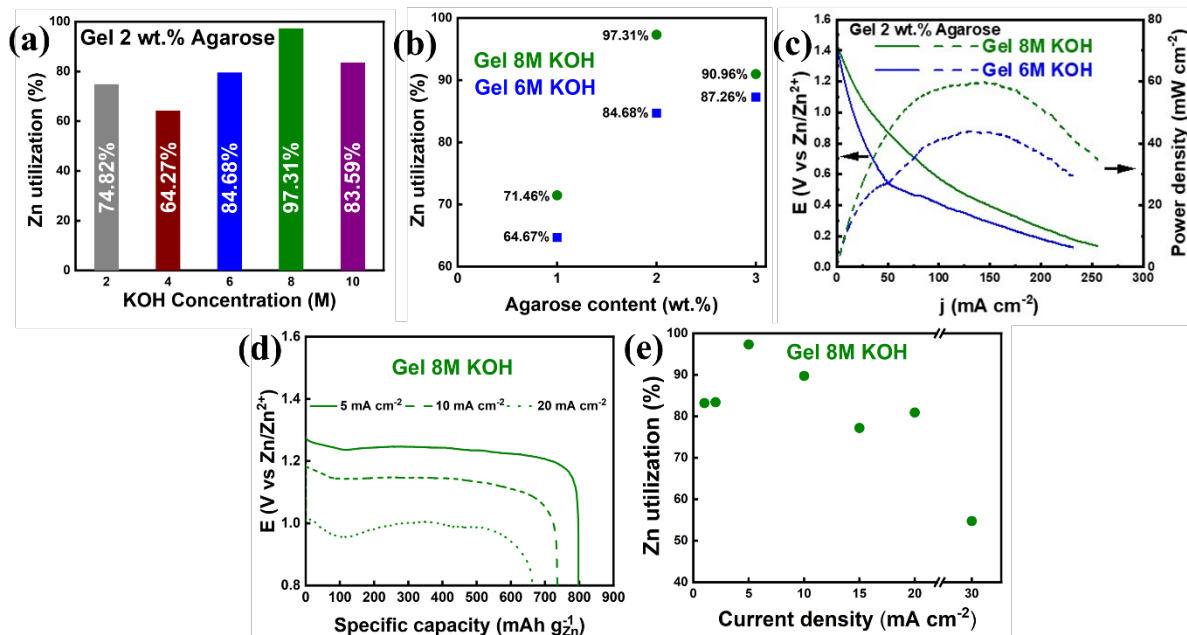 (a)
Gel 2 wt.% Agarose
Zn utilization (%)
100
80
60
40
20
0
74.82%
64.27%
84.68%
97.31%
83.59%
2 4 6 8 10
KOH Concentration (M)
(b)
Zn utilization (%)
100
90
80
70
60
97.31%
Gel 8M KOH
90.96%
Gel 6M KOH
84.68%
87.26%
71.46%
64.67%
0 1 2 3
Agarose content (wt.%)
(c)
Gel 2 wt.% Agarose
Gel 8M KOH
Gel 6M KOH
E (V vs Zn/Zn2+)
1.6
1.4
1.2
1.0
0.8
0.6
0.4
0.2
0.0
80
60
40
20
0
Power density (mW cm-2)
0 50 100 150 200 250 300
j (mA cm-2)
(d)
Gel 8M KOH
5 mA cm-2 10 mA cm-2 20 mA cm-2
E (V vs Zn/Zn2+)
1.6
1.4
1.2
1.0
0.8
0 100 200 300 400 500 600 700 800 900
Specific capacity (mAh gZn-1)
(e)
Gel 8M KOH
Zn utilization (%)
100
90
80
70
60
50
40
0 5 10 15 20 30
Current density (mA cm-2)